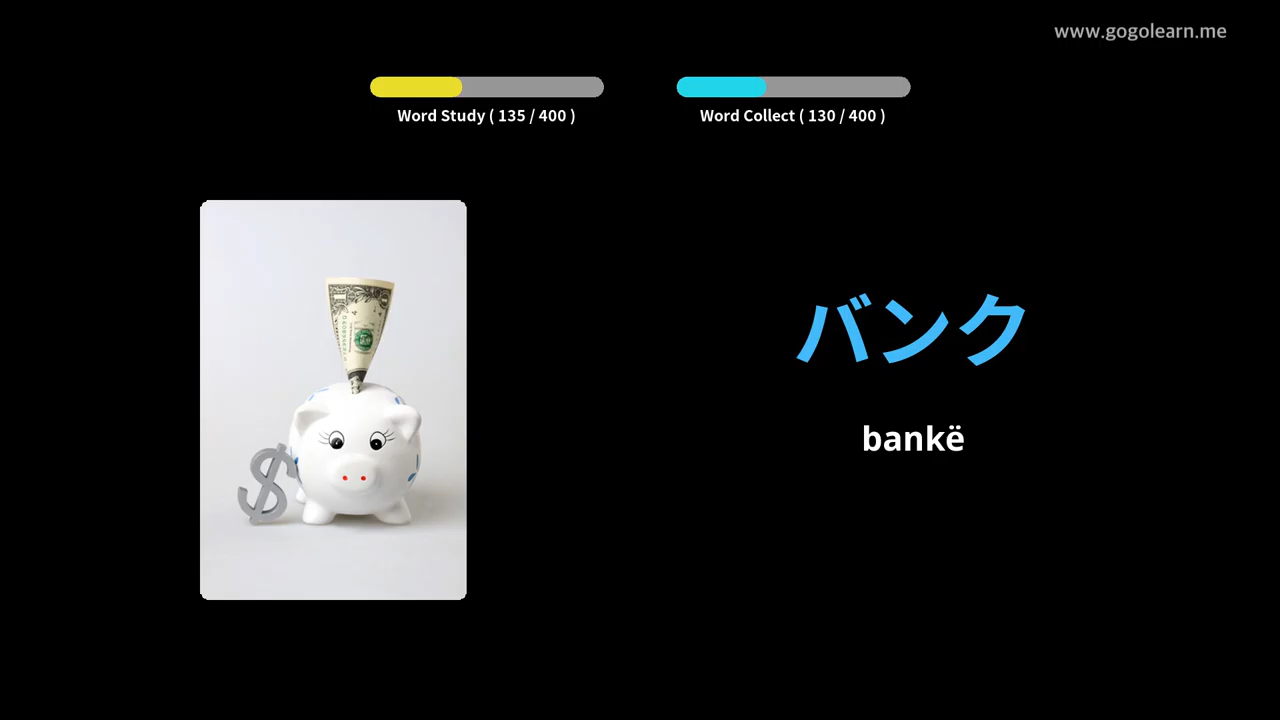 www.gogolearn.me
Word Study ( 135 / 400 )
Word Collect ( 130 / 400 )
バンク
bankë
$